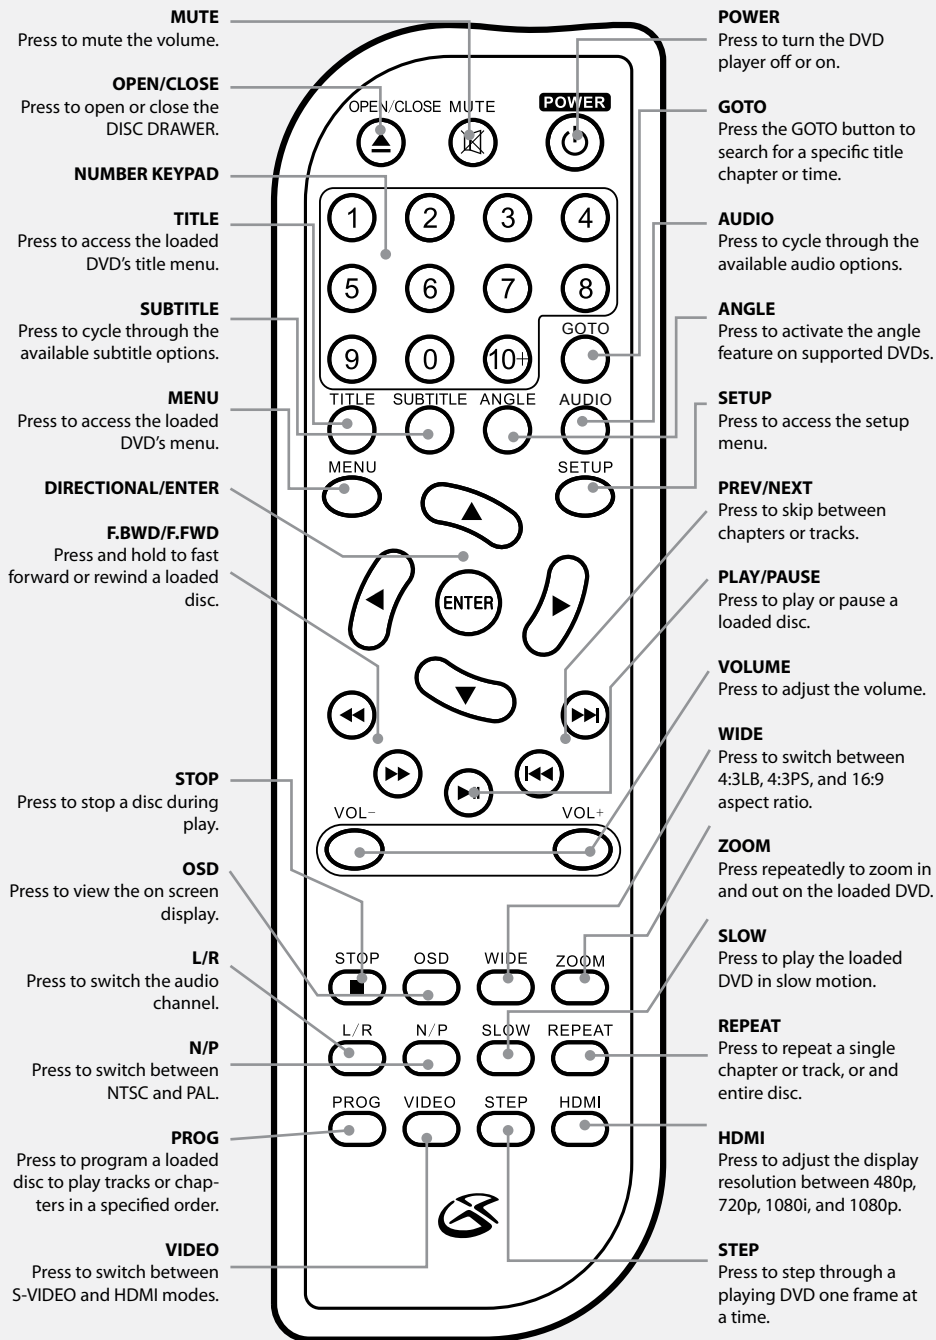 MUTE
Press to mute the volume.
OPEN/CLOSE
Press to open or close the
DISC DRAWER.
NUMBER KEYPAD
TITLE
Press to access the loaded
DVD's title menu.
SUBTITLE
Press to cycle through the
available subtitle options.
MENU
Press to access the loaded
DVD's menu.
DIRECTIONAL/ENTER
F.BWD/F.FWD
Press and hold to fast
forward or rewind a loaded
disc.
STOP
Press to stop a disc during
play.
OSD
Press to view the on screen
display.
L/R
Press to switch the audio
channel.
N/P
Press to switch between
NTSC and PAL.
PROG
Press to program a loaded
disc to play tracks or chap-
ters in a specified order.
VIDEO
Press to switch between
S-VIDEO and HDMI modes.
OPEN/CLOSE MUTE POWER
1 2 3 4
5 6 7 8
GOTO
9 0 10+
TITLE SUBTITLE ANGLE AUDIO
MENU SETUP
ENTER
VOL- VOL+
STOP OSD WIDE ZOOM
L/R N/P SLOW REPEAT
PROG VIDEO STEP HDMI
POWER
Press to turn the DVD
player off or on.
GOTO
Press the GOTO button to
search for a specific title
chapter or time.
AUDIO
Press to cycle through the
available audio options.
ANGLE
Press to activate the angle
feature on supported DVDs.
SETUP
Press to access the setup
menu.
PREV/NEXT
Press to skip between
chapters or tracks.
PLAY/PAUSE
Press to play or pause a
loaded disc.
VOLUME
Press to adjust the volume.
WIDE
Press to switch between
4:3LB, 4:3PS, and 16:9
aspect ratio.
ZOOM
Press repeatedly to zoom in
and out on the loaded DVD.
SLOW
Press to play the loaded
DVD in slow motion.
REPEAT
Press to repeat a single
chapter or track, or and
entire disc.
HDMI
Press to adjust the display
resolution between 480p,
720p, 1080i, and 1080p.
STEP
Press to step through a
playing DVD one frame at
a time.